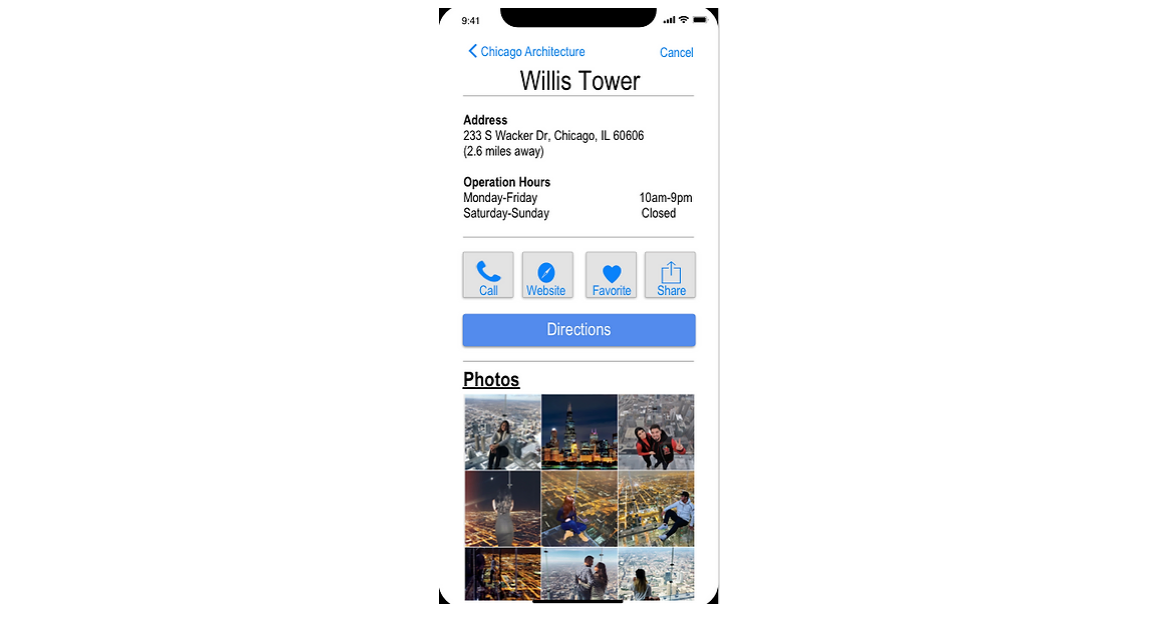 9:41
Chicago Architecture Cancel
Willis Tower
Address
233 S Wacker Dr, Chicago, IL 60606
(2.6 miles away)
Operation Hours
Monday-Friday 10am-9pm
Saturday-Sunday Closed
Call Website Favorite Share
Directions
Photos